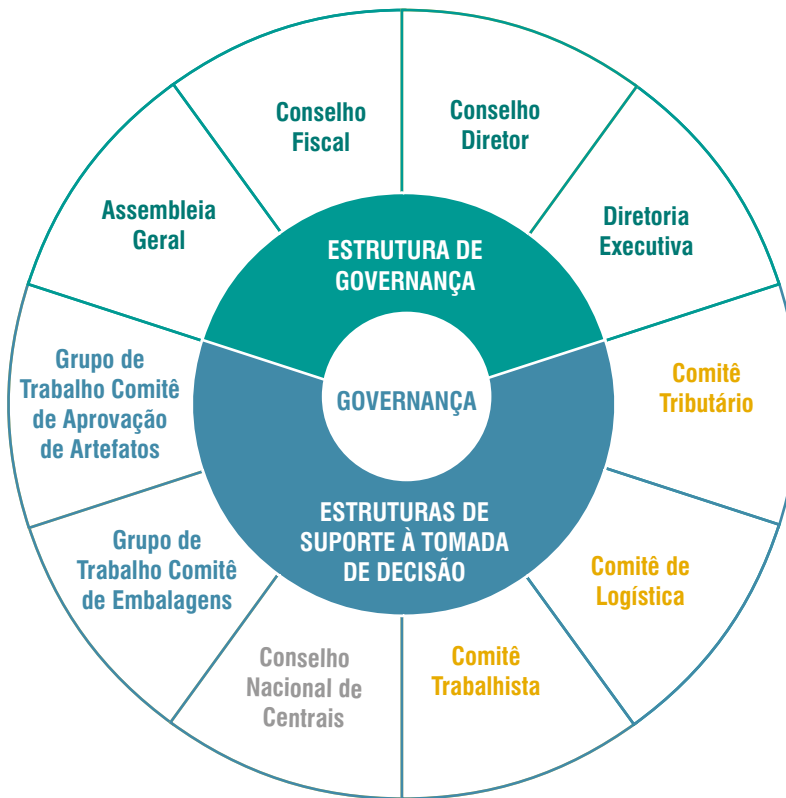 Conselho
Fiscal
Conselho
Diretor
Assembleia
Geral
Diretoria
Executiva
ESTRUTURA DE
GOVERNANÇA
GOVERNANÇA
Grupo de
Trabalho Comitê
de Aprovação
de Artefatos
Comitê
Tributário
ESTRUTURAS DE
SUPORTE À TOMADA
DE DECISÃO
Grupo de
Trabalho Comitê
de Embalagens
Comitê de
Logística
Conselho
Nacional de
Centrais
Comitê
Trabalhista